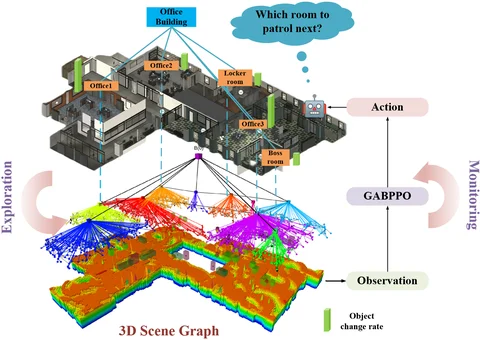 Office
Building
Which room to
patrol next?
Office2
Locker
room
Office1
Office3
Boss
room
Action
Exploration
GABPPO
Monitoring
Observation
3D Scene Graph
Object
change rate